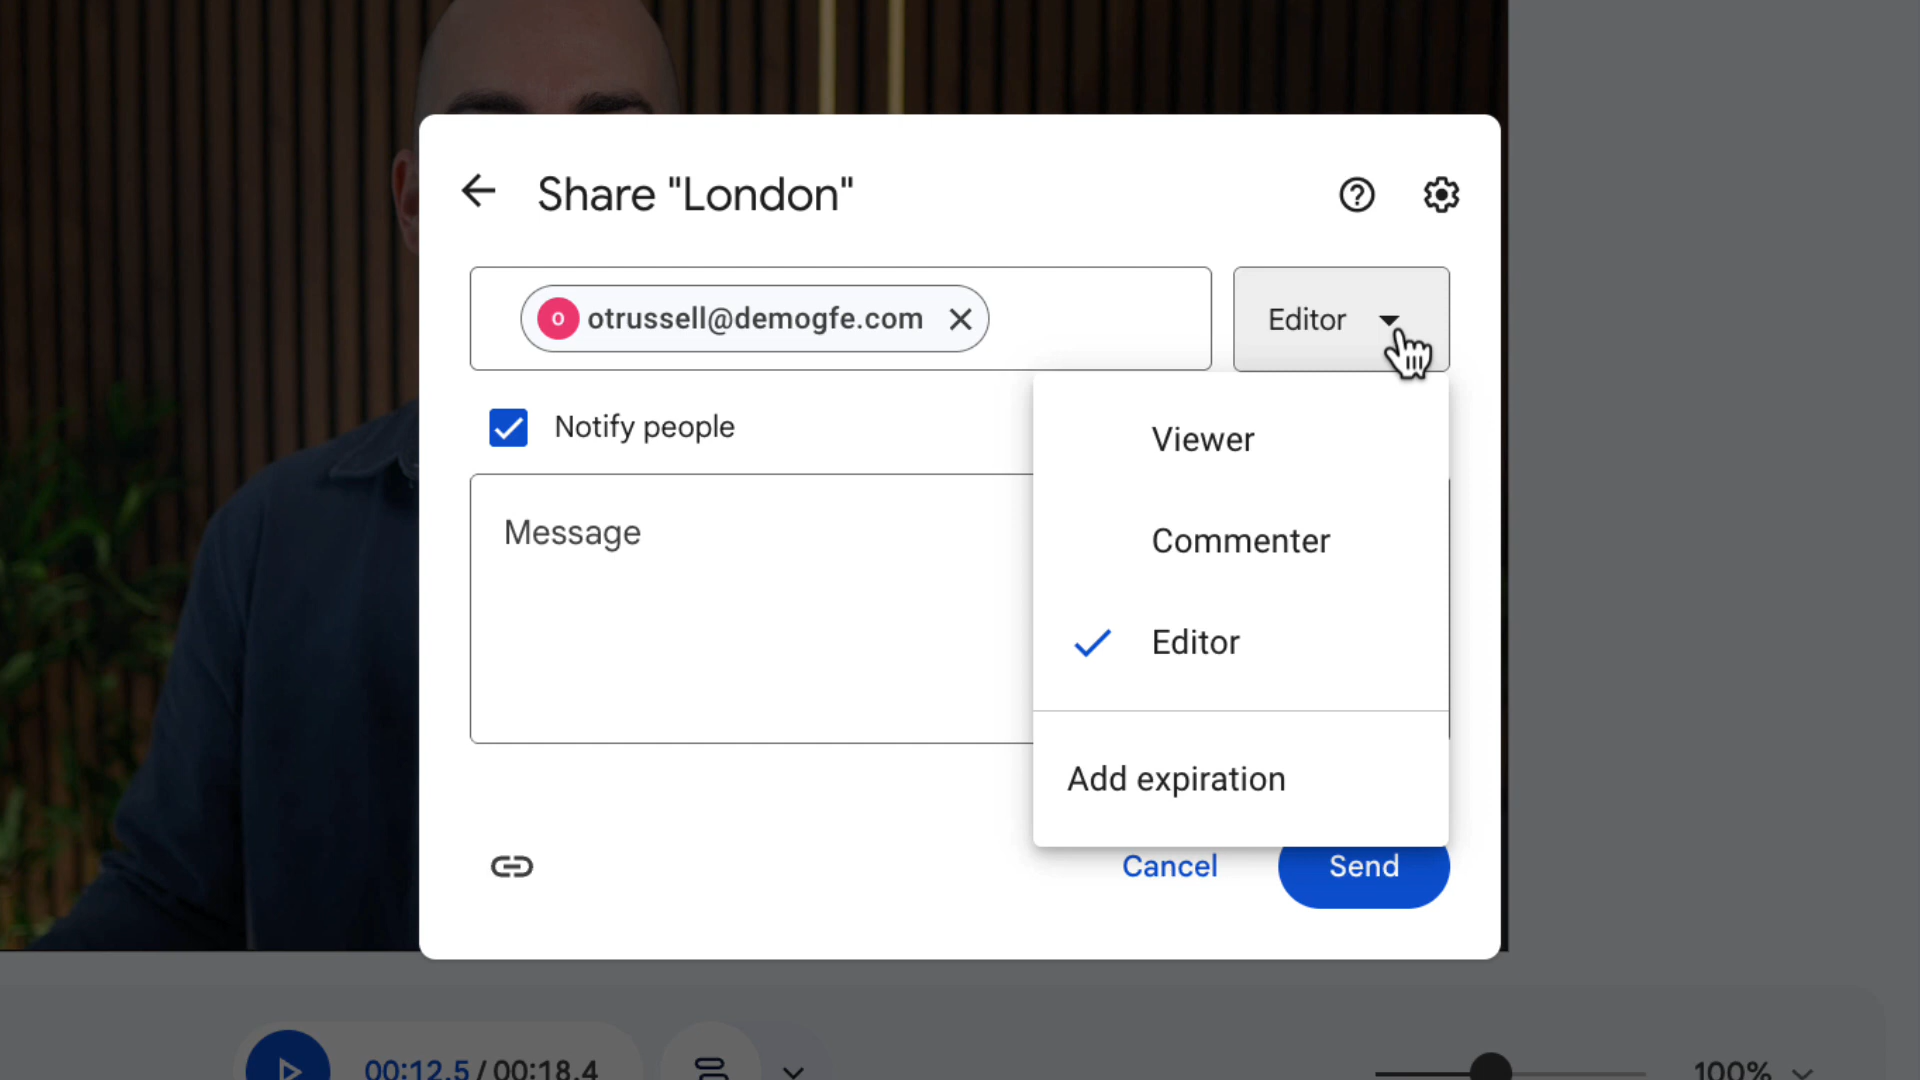 Share "London"
o otrussell@demogfe.com
Editor
Notify people
Viewer
Message
Commenter
Editor
Add expiration
Cancel
Send
00:12.5 / 00:18.4
100%